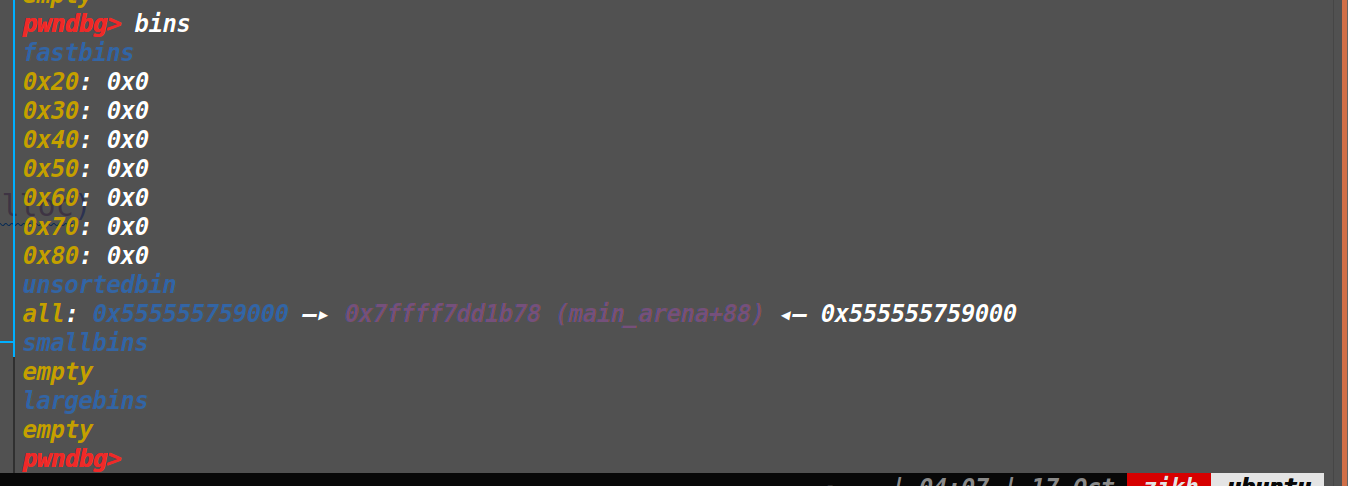 empty
pwndbg> bins
fastbins
0x20: 0x0
0x30: 0x0
0x40: 0x0
0x50: 0x0
0x60: 0x0
0x70: 0x0
0x80: 0x0
unsortedbin
all: 0x555555759000 —▸ 0x7ffff7dd1b78 (main_arena+88) ◂— 0x555555759000
smallbins
empty
largebins
empty
pwndbg>
| 04:07 | 17 Oct zikh ubuntu